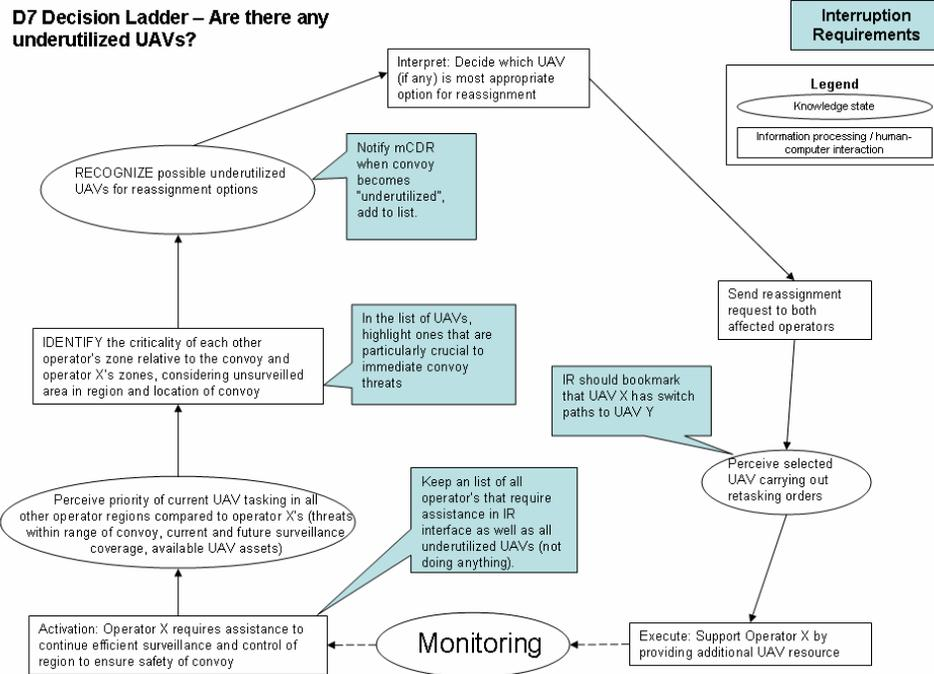 D7 Decision Ladder – Are there any
underutilized UAVs?
Interruption
Requirements
Legend
Knowledge state
Information processing / human-
computer interaction
Interpret: Decide which UAV
(if any) is most appropriate
option for reassignment
RECOGNIZE possible underutilized
UAVs for reassignment options
Notify mCDR
when convoy
becomes
"underutilized",
add to list.
Send reassignment
request to both
affected operators
IDENTIFY the criticality of each other
operator's zone relative to the convoy and
operator X's zones, considering unsurveilled
area in region and location of convoy
In the list of UAVs,
highlight ones that are
particularly crucial to
immediate convoy
threats
IR should bookmark
that UAV X has switch
paths to UAV Y
Perceive selected
UAV carrying out
retasking orders
Perceive priority of current UAV tasking in all
other operator regions compared to operator X's (threats
within range of convoy, current and future surveillance
coverage, available UAV assets)
Keep an list of all
operator's that require
assistance in IR
interface as well as all
underutilized UAVs (not
doing anything).
Activation: Operator X requires assistance to
continue efficient surveillance and control of
region to ensure safety of convoy
Monitoring
Execute: Support Operator X by
providing additional UAV resource